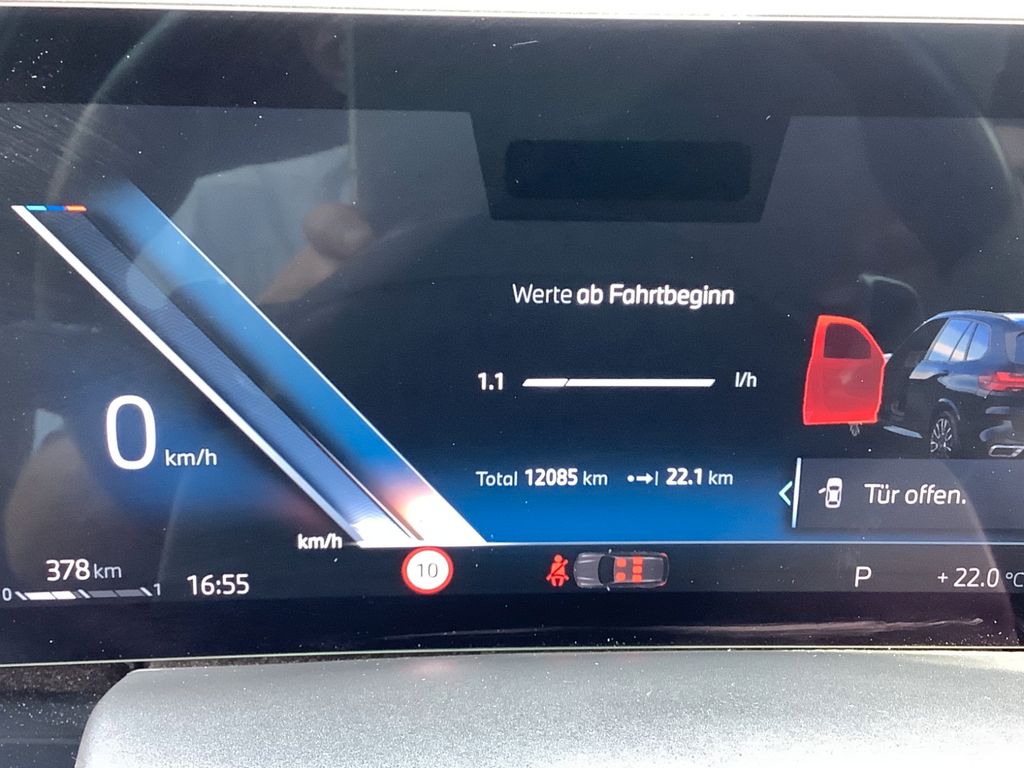 Werte ab Fahrtbeginn
1.1 l/h
0 km/h
Total 12085 km 22.1 km
Tür offen.
km/h
378 km
0 1
16:55
10
P
+ 22.0 °C